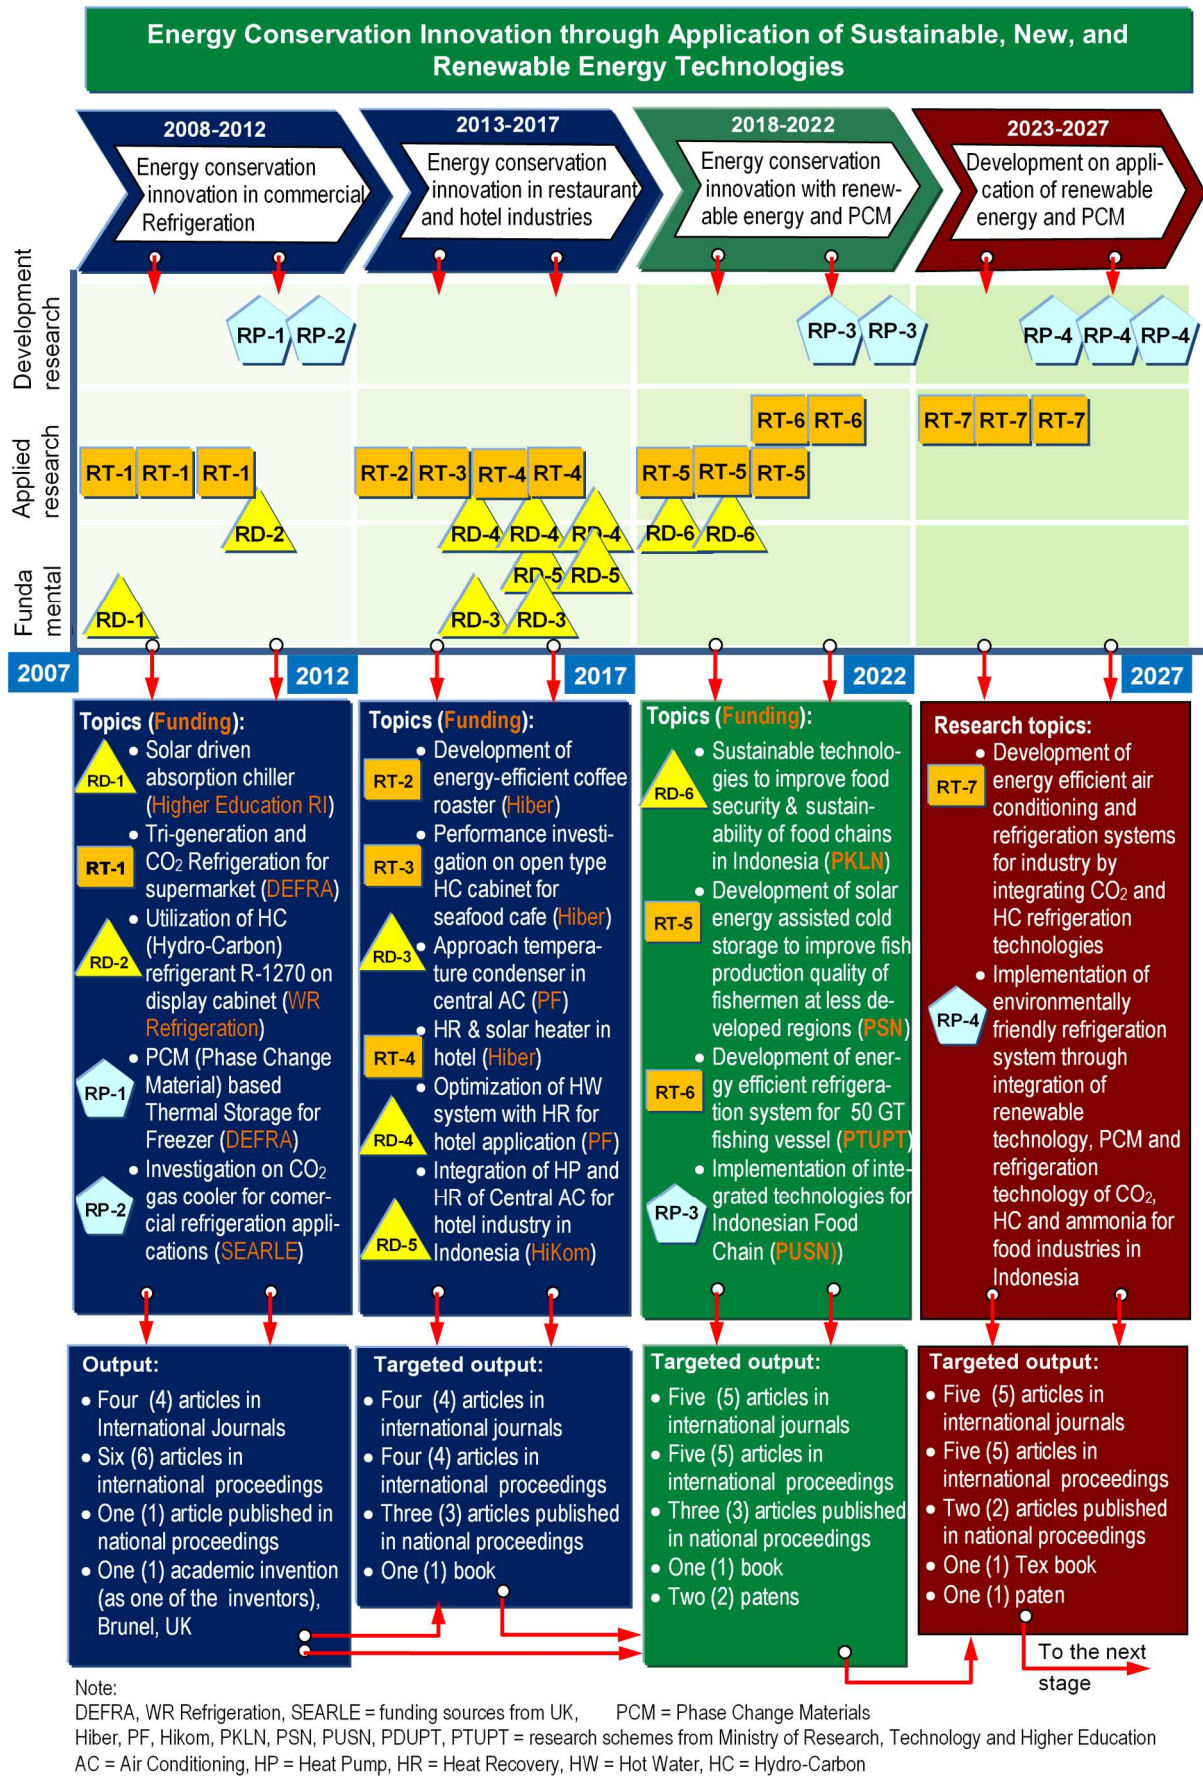 Energy Conservation Innovation through Application of Sustainable, New, and
Renewable Energy Technologies
2008-2012
Energy conservation
innovation in commercial
Refrigeration
2013-2017
Energy conservation
innovation in restaurant
and hotel industries
2018-2022
Energy conservation
innovation with renew-
able energy and PCM
2023-2027
Development on appli-
cation of renewable
energy and PCM
Development
research
RP-1 RP-2 RP-3 RP-3 RP-4 RP-4 RP-4
Applied
research
RT-6 RT-6 RT-7 RT-7 RT-7
RT-1 RT-1 RT-1 RT-2 RT-3 RT-4 RT-4 RT-5 RT-5 RT-5
RD-2 RD-4 RD-4 RD-4 RD-6 RD-6
Funda
mental
RD-5 RD-5
RD-1 RD-3 RD-3
2007 2012 2017 2022 2027
Topics (Funding):
RD-1
• Solar driven
absorption chiller
(Higher Education RI)
RT-1
• Tri-generation and
CO2 Refrigeration for
supermarket (DEFRA)
RD-2
• Utilization of HC
(Hydro-Carbon)
refrigerant R-1270 on
display cabinet (WR
Refrigeration)
RP-1
• PCM (Phase Change
Material) based
Thermal Storage for
Freezer (DEFRA)
RP-2
• Investigation on CO2
gas cooler for comer-
cial refrigeration appli-
cations (SEARLE)
Topics (Funding):
RT-2
• Development of
energy-efficient coffee
roaster (Hiber)
RT-3
• Performance investi-
gation on open type
HC cabinet for
seafood cafe (Hiber)
RD-3
• Approach tempera-
ture condenser in
central AC (PF)
RT-4
• HR & solar heater in
hotel (Hiber)
RD-4
• Optimization of HW
system with HR for
hotel application (PF)
RD-5
• Integration of HP and
HR of Central AC for
hotel industry in
Indonesia (HiKom)
Topics (Funding):
RD-6
• Sustainable technolo-
gies to improve food
security & sustain-
ability of food chains
in Indonesia (PKLN)
RT-5
• Development of solar
energy assisted cold
storage to improve fish
production quality of
fishermen at less de-
veloped regions (PSN)
RT-6
• Development of ener-
gy efficient refrigera-
tion system for 50 GT
fishing vessel (PTUPT)
RP-3
• Implementation of inte-
grated technologies for
Indonesian Food
Chain (PUSN))
Research topics:
RT-7
• Development of
energy efficient air
conditioning and
refrigeration systems
for industry by
integrating CO2 and
HC refrigeration
technologies
RP-4
• Implementation of
environmentally
friendly refrigeration
system through
integration of
renewable
technology, PCM and
refrigeration
technology of CO2,
HC and ammonia for
food industries in
Indonesia
Output:
• Four (4) articles in
International Journals
• Six (6) articles in
international proceedings
• One (1) article published in
national proceedings
• One (1) academic invention
(as one of the inventors),
Brunel, UK
Targeted output:
• Four (4) articles in
international journals
• Four (4) articles in
international proceedings
• Three (3) articles published
in national proceedings
• One (1) book
Targeted output:
• Five (5) articles in
international journals
• Five (5) articles in
international proceedings
• Three (3) articles published
in national proceedings
• One (1) book
• Two (2) patens
Targeted output:
• Five (5) articles in
international journals
• Five (5) articles in
international proceedings
• Two (2) articles published
in national proceedings
• One (1) Tex book
• One (1) paten
To the next
stage
Note:
DEFRA, WR Refrigeration, SEARLE = funding sources from UK, PCM = Phase Change Materials
Hiber, PF, Hikom, PKLN, PSN, PUSN, PDUPT, PTUPT = research schemes from Ministry of Research, Technology and Higher Education
AC = Air Conditioning, HP = Heat Pump, HR = Heat Recovery, HW = Hot Water, HC = Hydro-Carbon